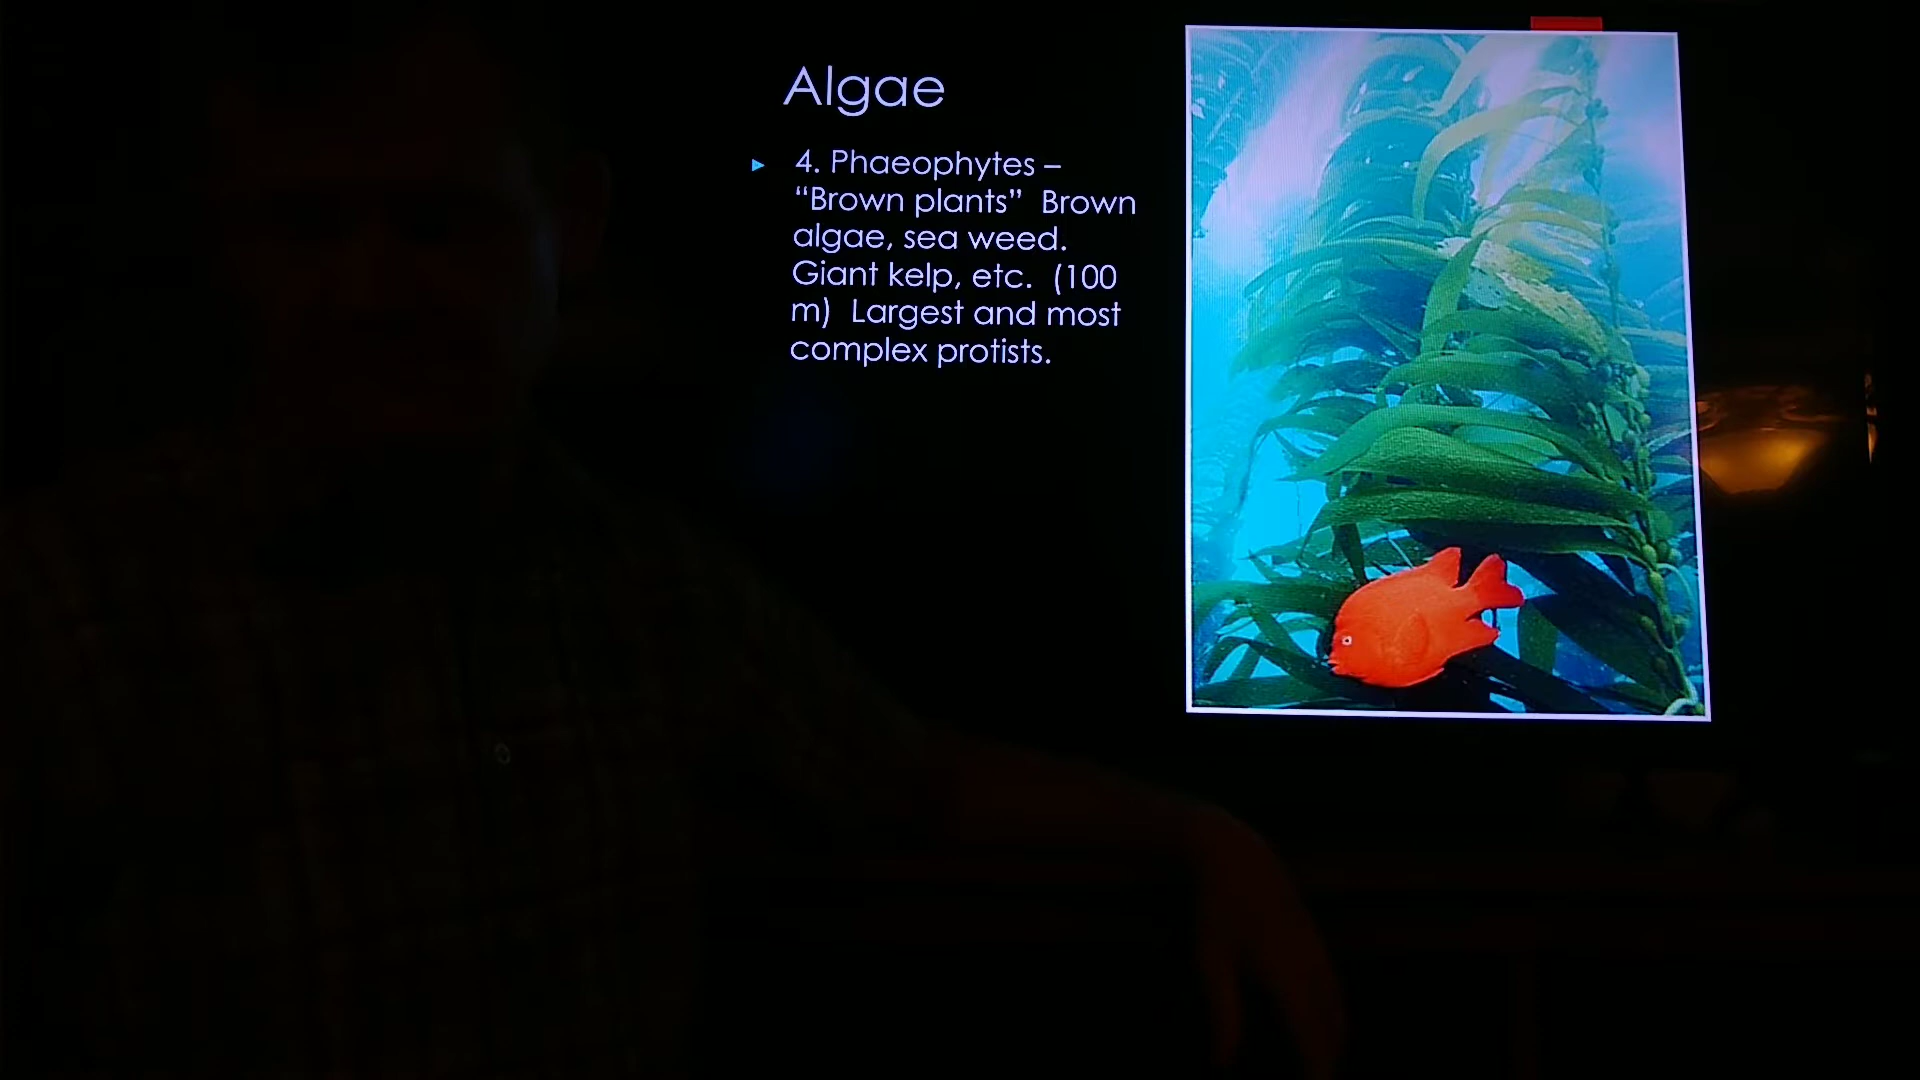 Algae
4. Phaeophytes –
“Brown plants” Brown
algae, sea weed.
Giant kelp, etc. (100
m) Largest and most
complex protists.